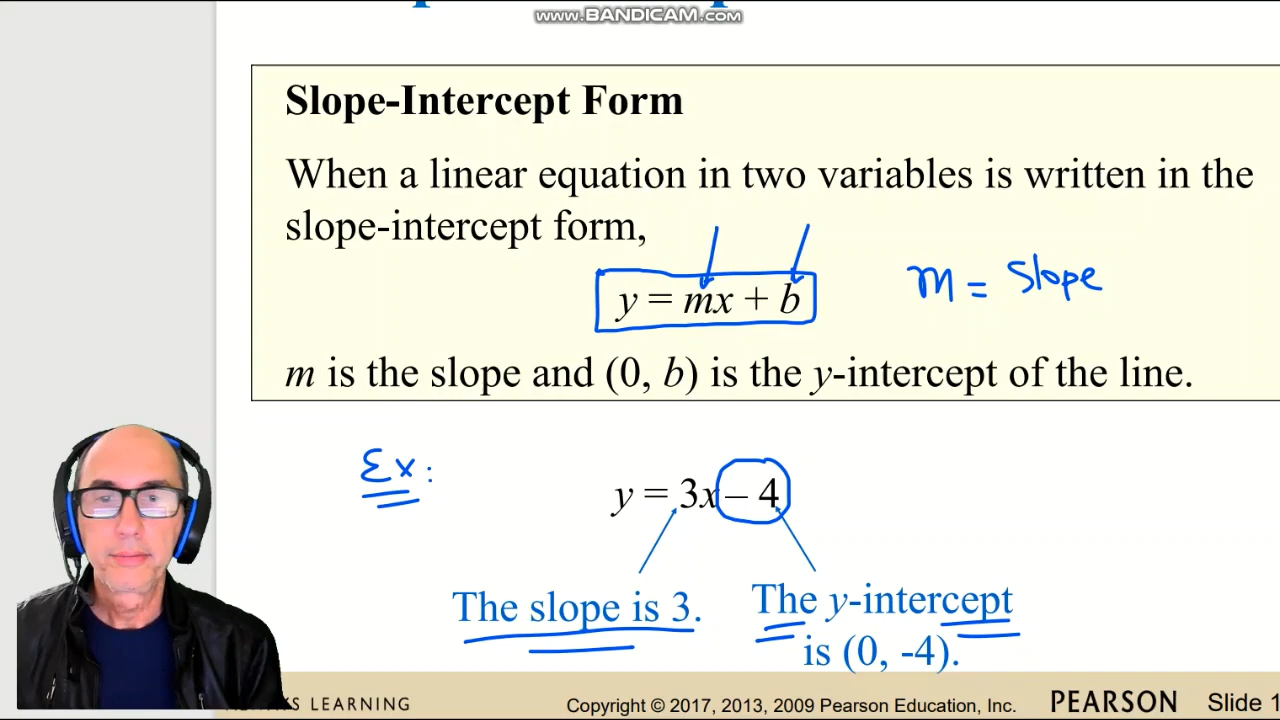 www.BANDICAM.com
Slope-Intercept Form
When a linear equation in two variables is written in the
slope-intercept form,
y = mx + b
m = Slope
m is the slope and (0, b) is the y-intercept of the line.
Ex:
y = 3x – 4
The slope is 3.
The y-intercept
is (0, -4).
LEARNING
Copyright © 2017, 2013, 2009 Pearson Education, Inc.
PEARSON
Slide 1